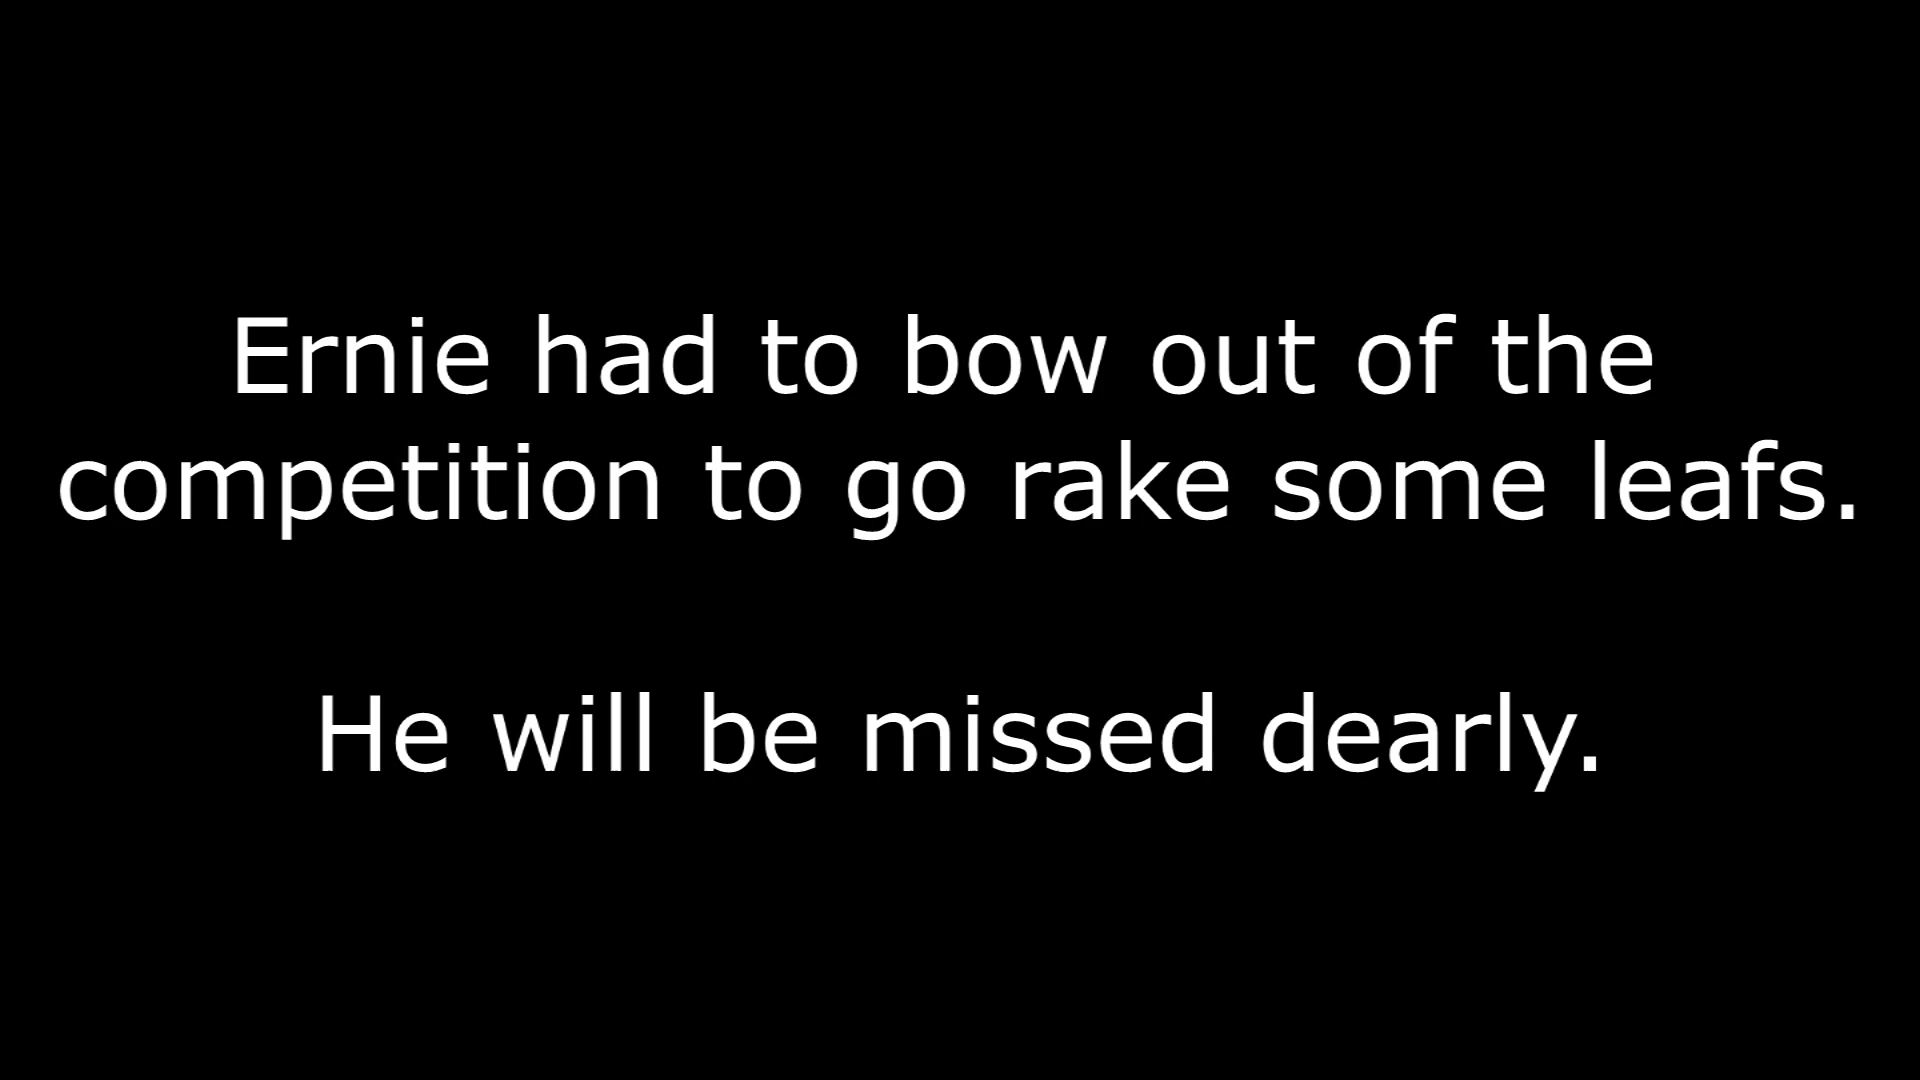 Ernie had to bow out of the
competition to go rake some leafs.
He will be missed dearly.